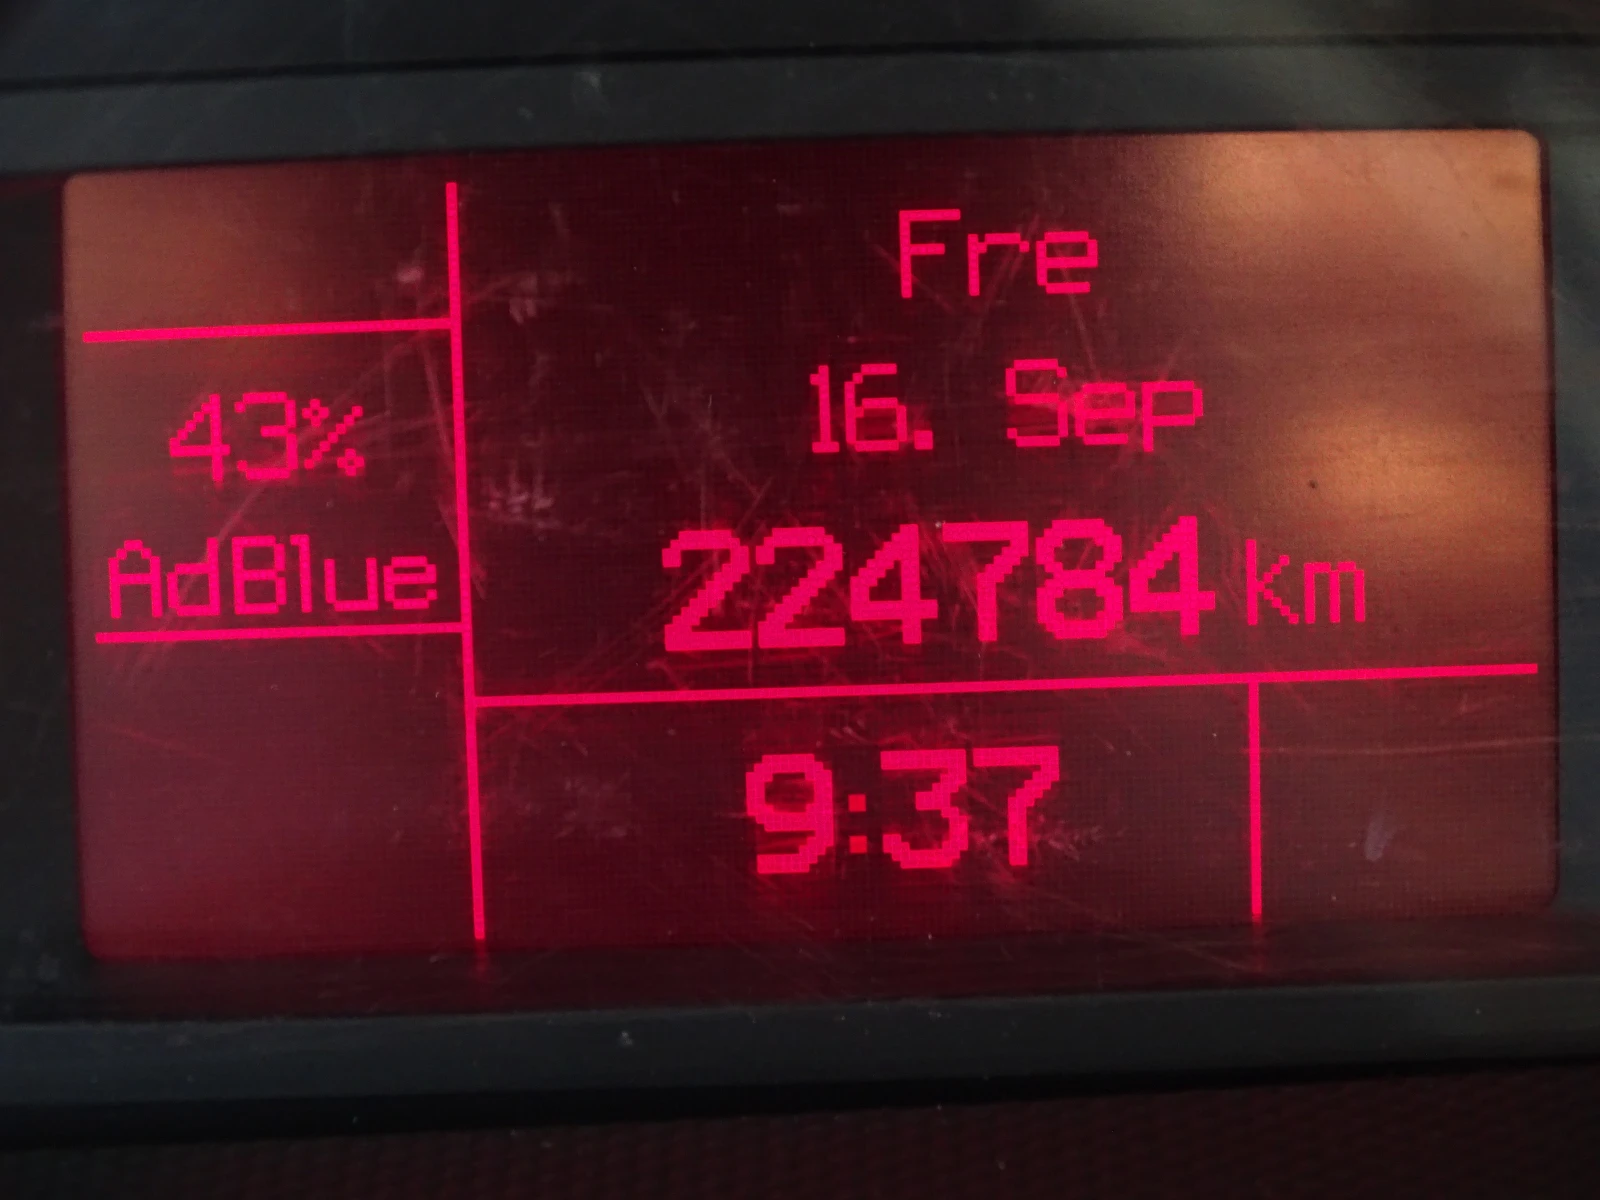 Fre
16. Sep
224784 km
43%
AdBlue
9:37